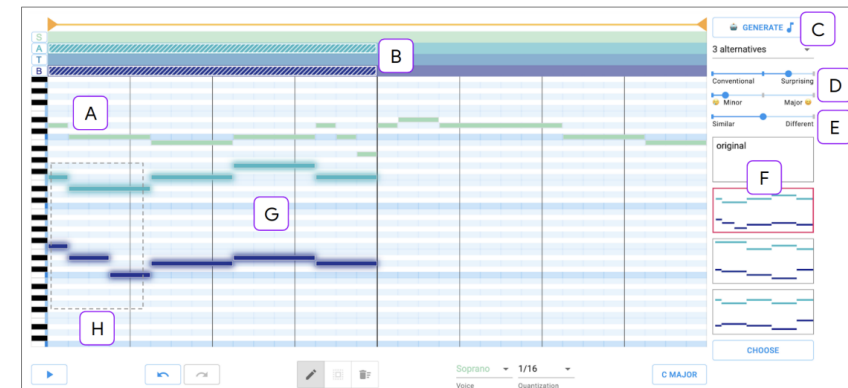 GENERATE
C
S
A
T
B
B
3 alternatives
Conventional Surprising
D
Minor Major
A
Similar Different
E
original
F
G
H
CHOOSE
Soprano 1/16
Voice Quantization
C MAJOR